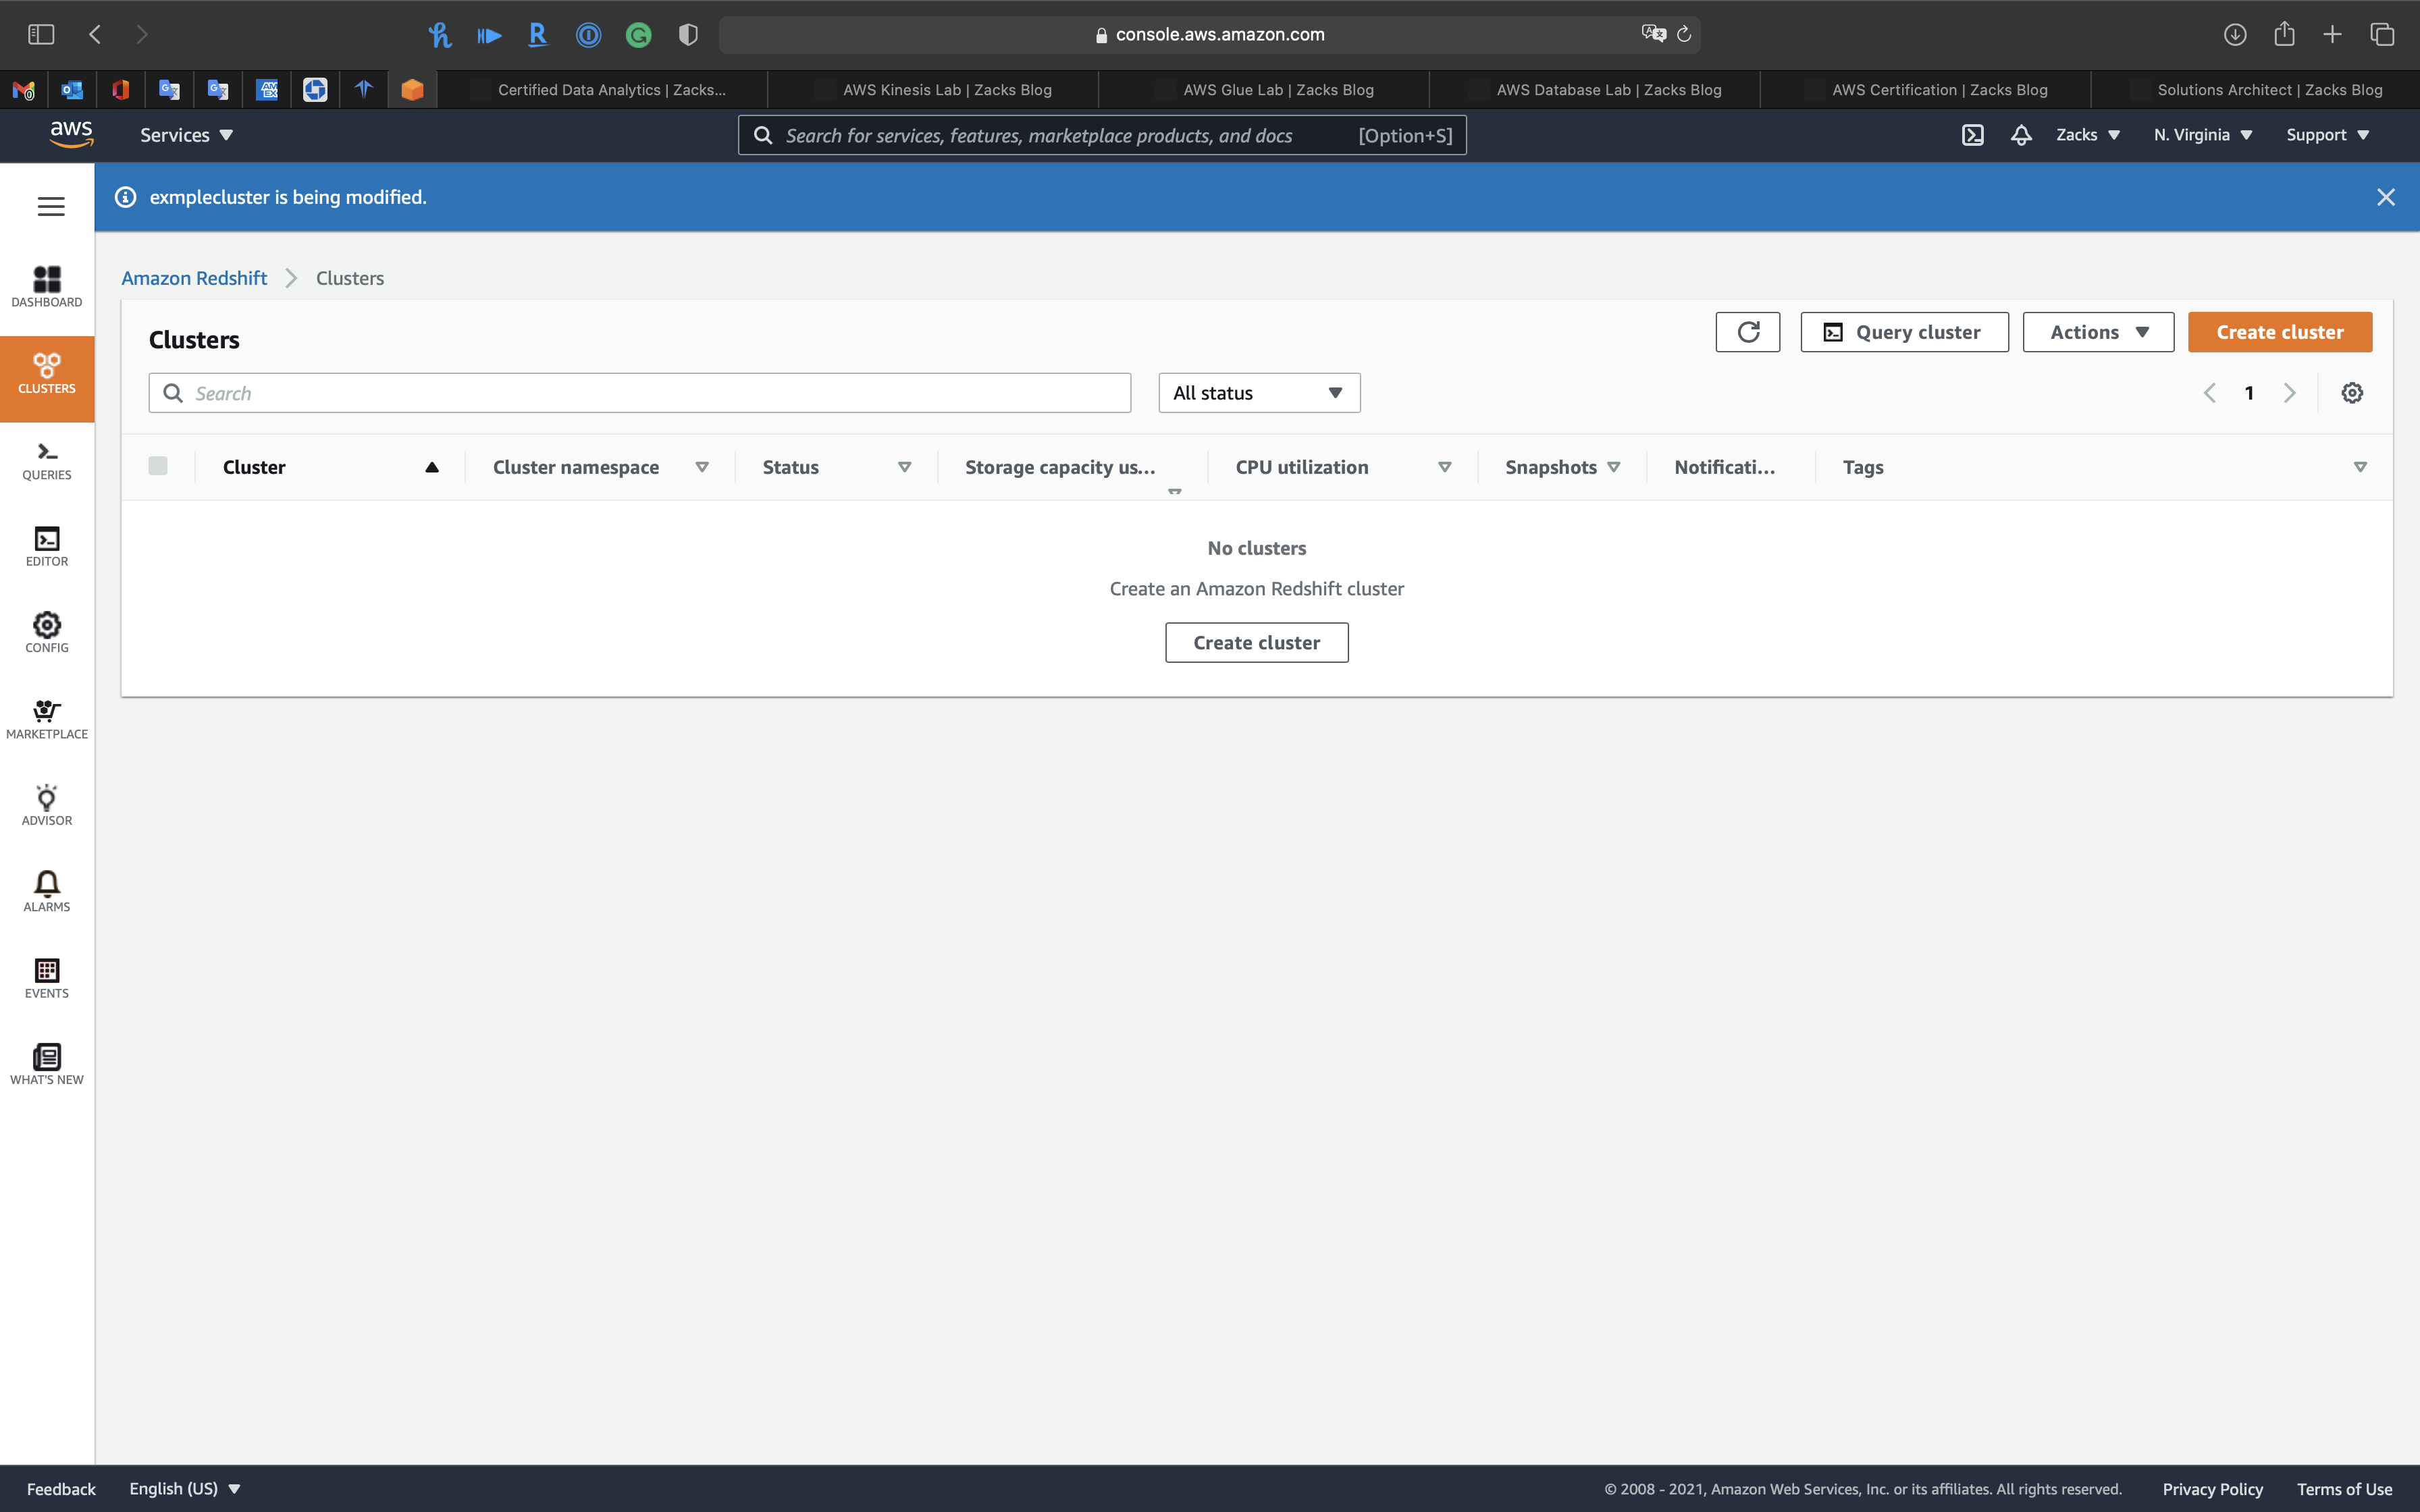 console.aws.amazon.com
Certified Data Analytics | Zacks... AWS Kinesis Lab | Zacks Blog AWS Glue Lab | Zacks Blog AWS Database Lab | Zacks Blog AWS Certification | Zacks Blog Solutions Architect | Zacks Blog
aws Services Search for services, features, marketplace products, and docs [Option+S] Zacks N. Virginia Support
exmplecluster is being modified.
Amazon Redshift Clusters
DASHBOARD
CLUSTERS
QUERIES
EDITOR
CONFIG
MARKETPLACE
ADVISOR
ALARMS
EVENTS
WHAT'S NEW
Clusters
Query cluster Actions Create cluster
Search All status 1
Cluster Cluster namespace Status Storage capacity us... CPU utilization Snapshots Notificati... Tags
No clusters
Create an Amazon Redshift cluster
Create cluster
Feedback English (US) © 2008 - 2021, Amazon Web Services, Inc. or its affiliates. All rights reserved. Privacy Policy Terms of Use